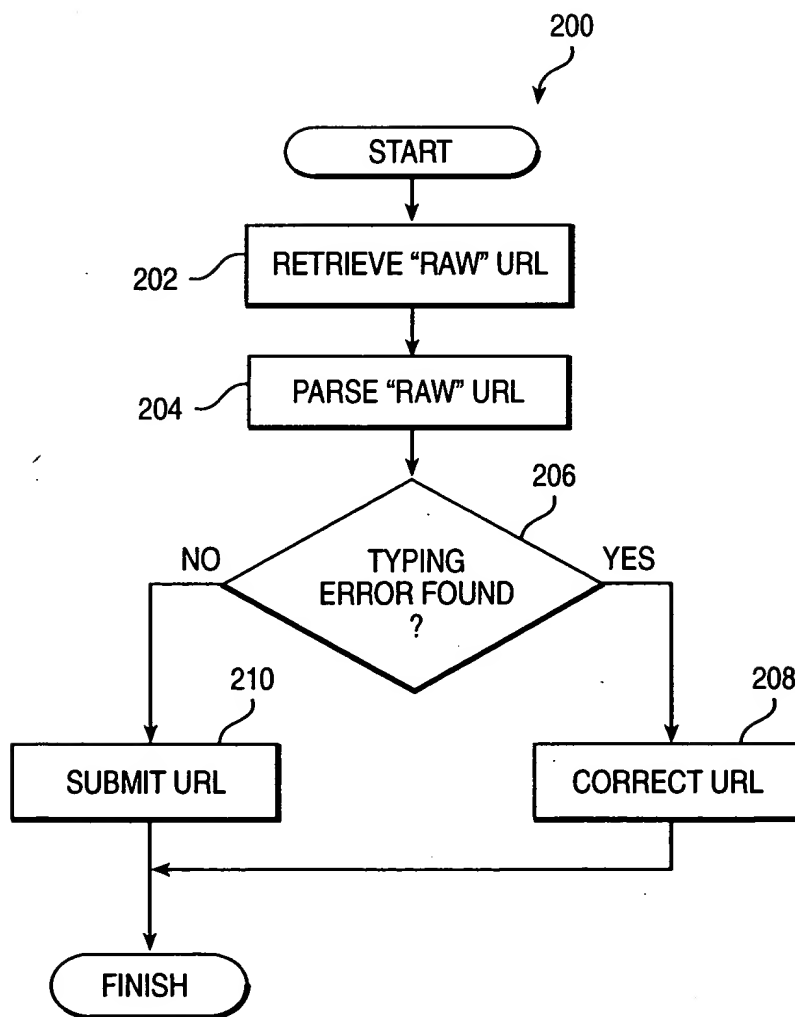 200
START
202
RETRIEVE “RAW” URL
204
PARSE “RAW” URL
206
NO
TYPING
ERROR FOUND
?
YES
210
208
SUBMIT URL
CORRECT URL
FINISH